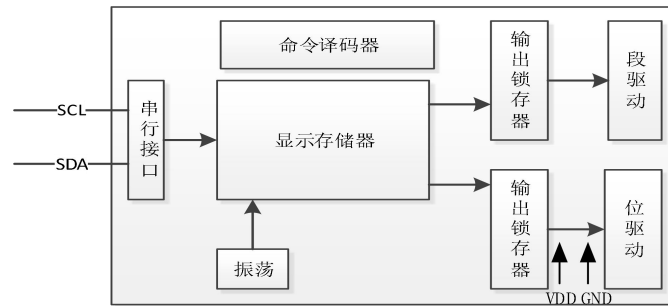 命令译码器
输出锁存器
段驱动
SCL
串行接口
显示存储器
SDA
输出锁存器
位驱动
振荡
VDD GND